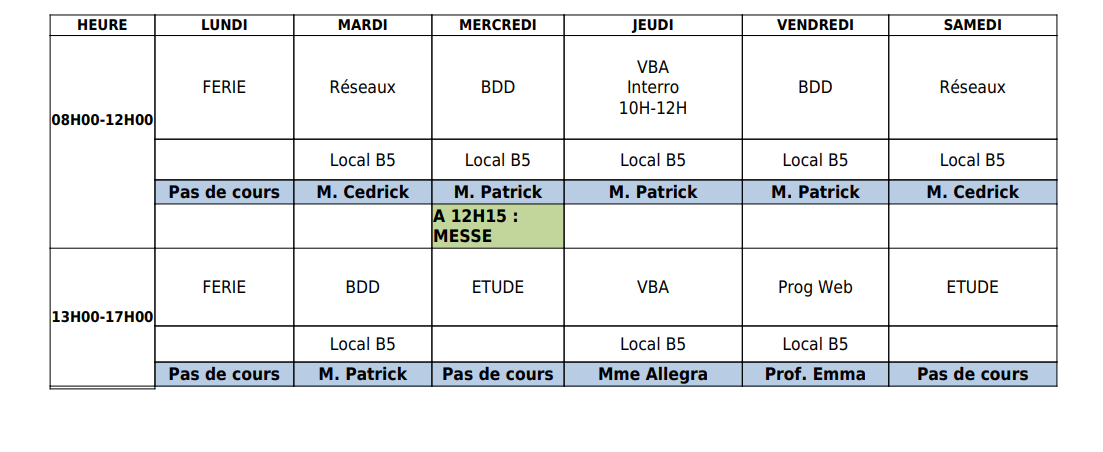 HEURE LUNDI MARDI MERCREDI JEUDI VENDREDI SAMEDI
08H00-12H00
FERIE Réseaux BDD VBA Interro 10H-12H BDD Réseaux
Local B5 Local B5 Local B5 Local B5 Local B5
Pas de cours M. Cedrick M. Patrick M. Patrick M. Patrick M. Cedrick
A 12H15 :
MESSE
13H00-17H00
FERIE BDD ETUDE VBA Prog Web ETUDE
Local B5 Local B5 Local B5
Pas de cours M. Patrick Pas de cours Mme Allegra Prof. Emma Pas de cours